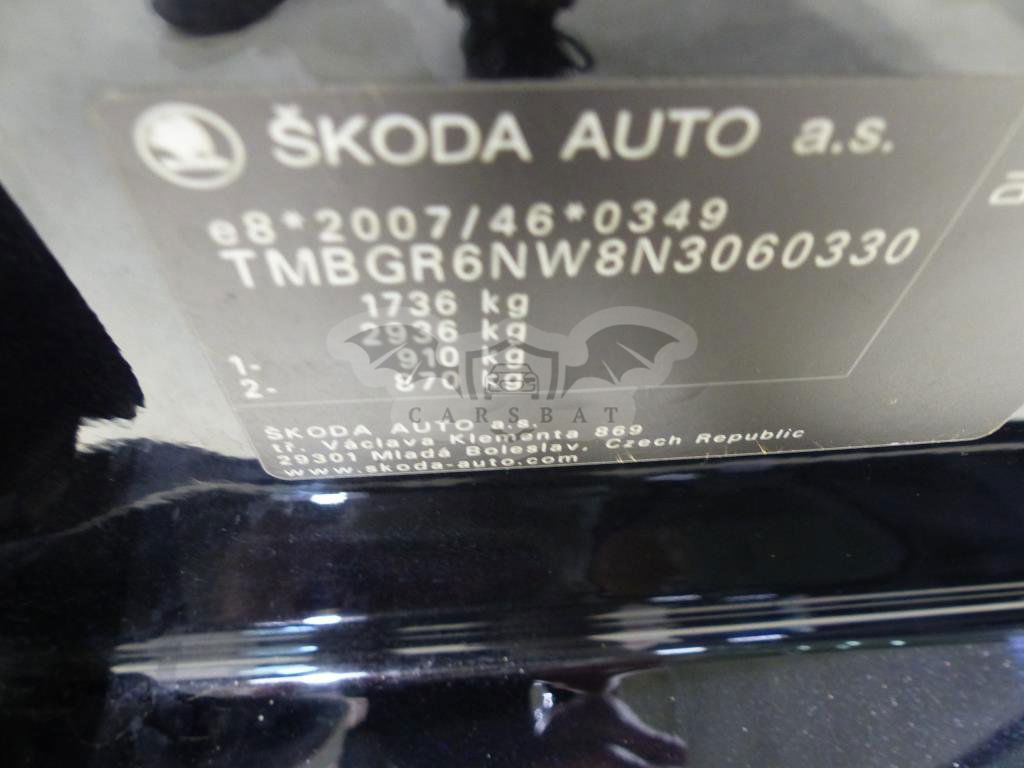 ŠKODA AUTO a.s.
e8*2007/46*0349
TMBGR6NW8N3060330
1736 kg
2936 kg
1- 910 kg
2- 870 kg
CARSBAT
ŠKODA AUTO a.s.
tř. Václava Klementa 869
29301 Mladá Boleslav, Czech Republic
www.skoda-auto.com